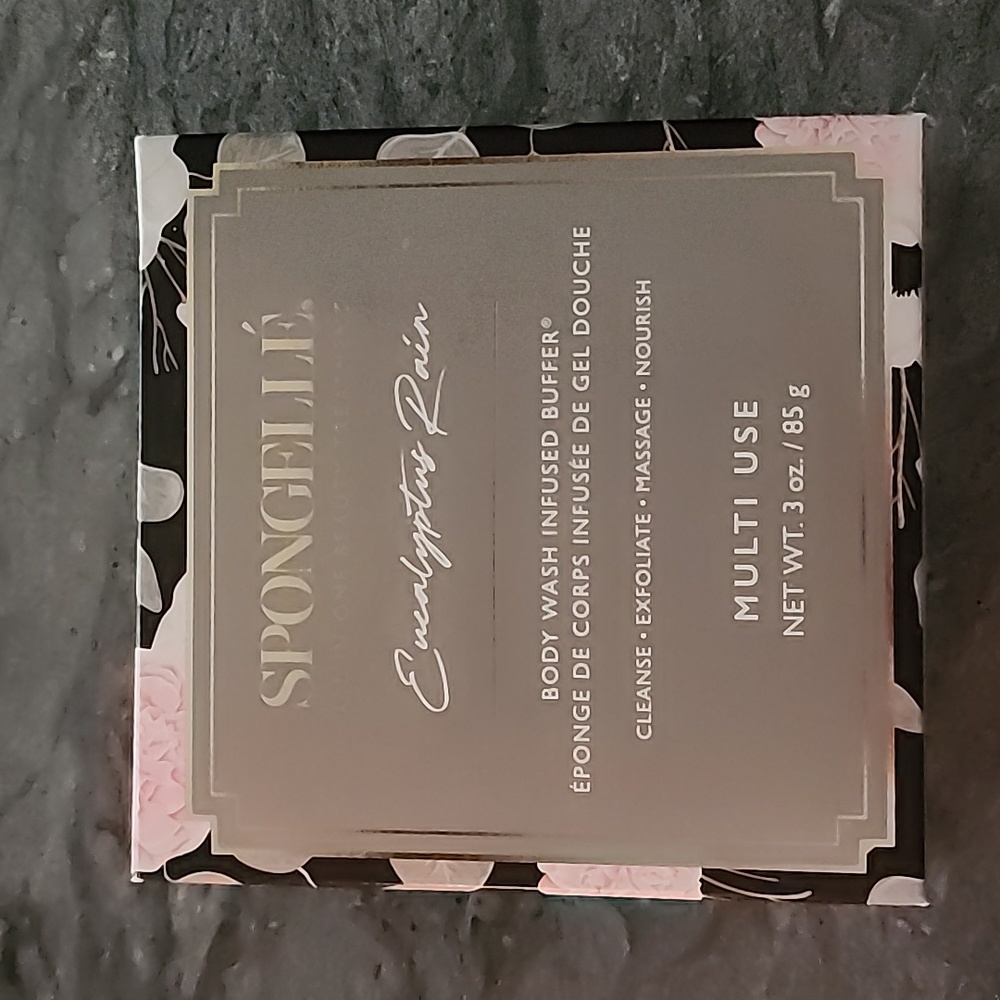 SPONGELLÉ
Eucalyptus Rain
BODY WASH INFUSED BUFFER®
ÉPONGE DE CORPS INFUSÉE DE GEL DOUCHE
CLEANSE • EXFOLIATE • MASSAGE • NOURISH
MULTI USE
NET WT. 3 oz. / 85 g